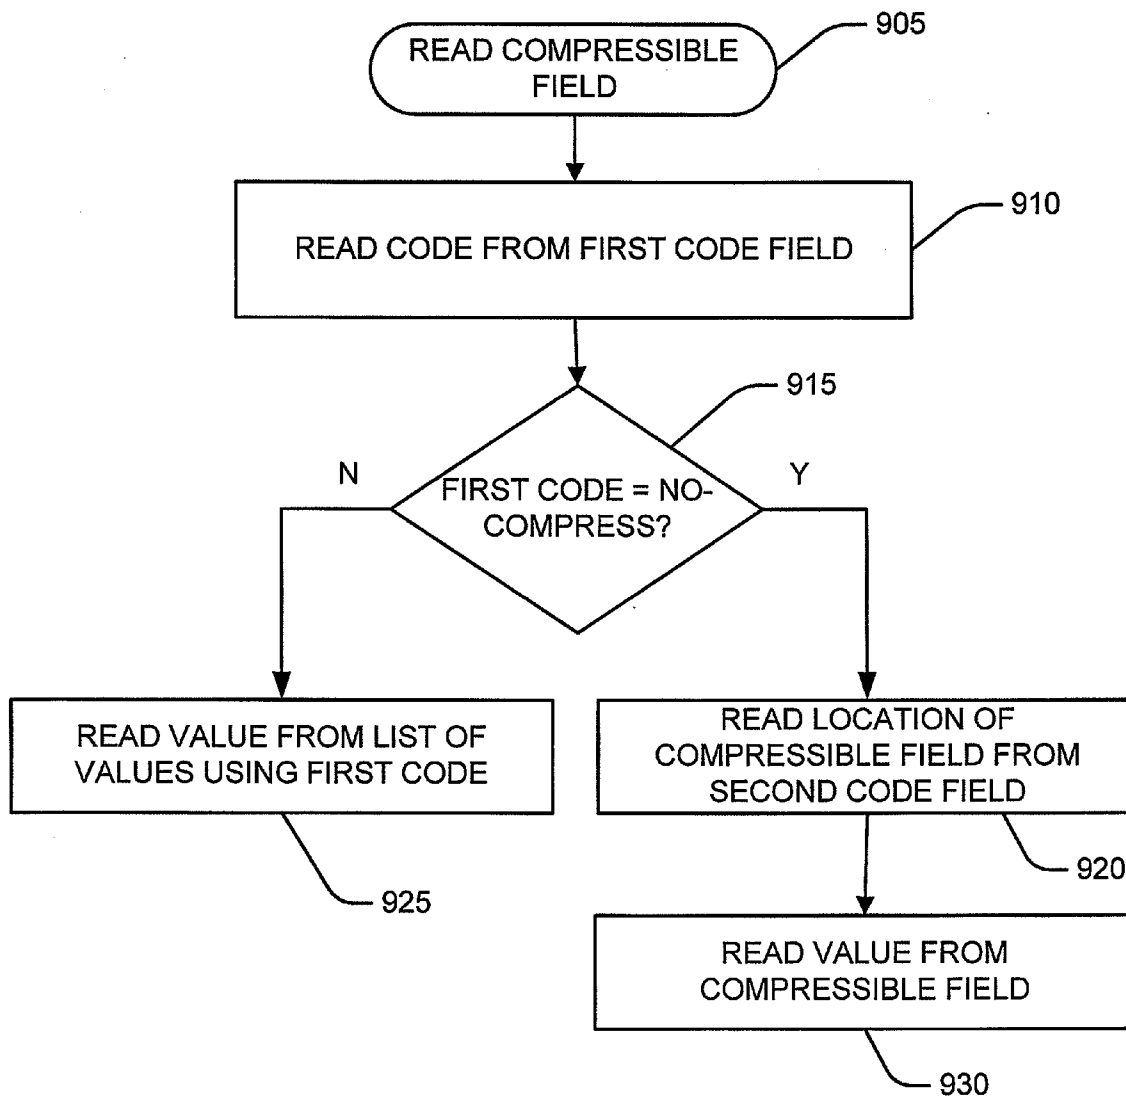 READ COMPRESSIBLE
FIELD
905
READ CODE FROM FIRST CODE FIELD
910
FIRST CODE = NO-
COMPRESS?
915
N
Y
READ VALUE FROM LIST OF
VALUES USING FIRST CODE
925
READ LOCATION OF
COMPRESSIBLE FIELD FROM
SECOND CODE FIELD
920
READ VALUE FROM
COMPRESSIBLE FIELD
930